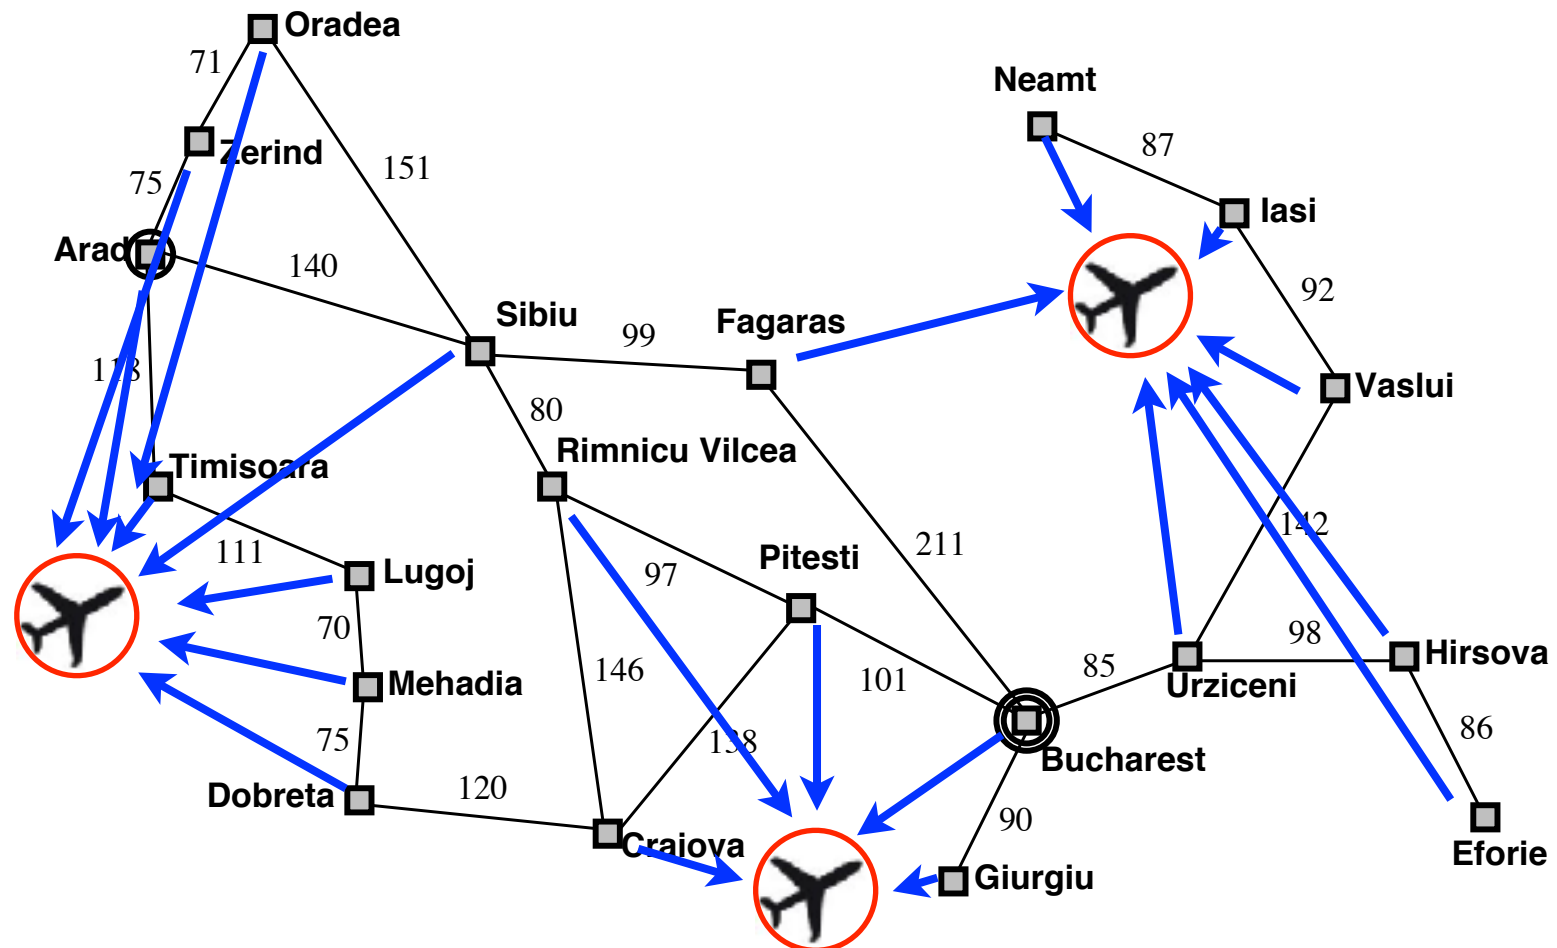 Oradea
71
Neamt
87
Zerind
151
75
Iasi
Arad
140
92
Sibiu
99
Fagaras
118
Vaslui
80
Rimnicu Vilcea
Timisoara
142
111
211
Lugoj
97
Pitesti
70
98
Hirsova
146
101
85
Mehadia
Urziceni
75
138
86
Bucharest
Dobreta
120
90
Craiova
Eforie
Giurgiu